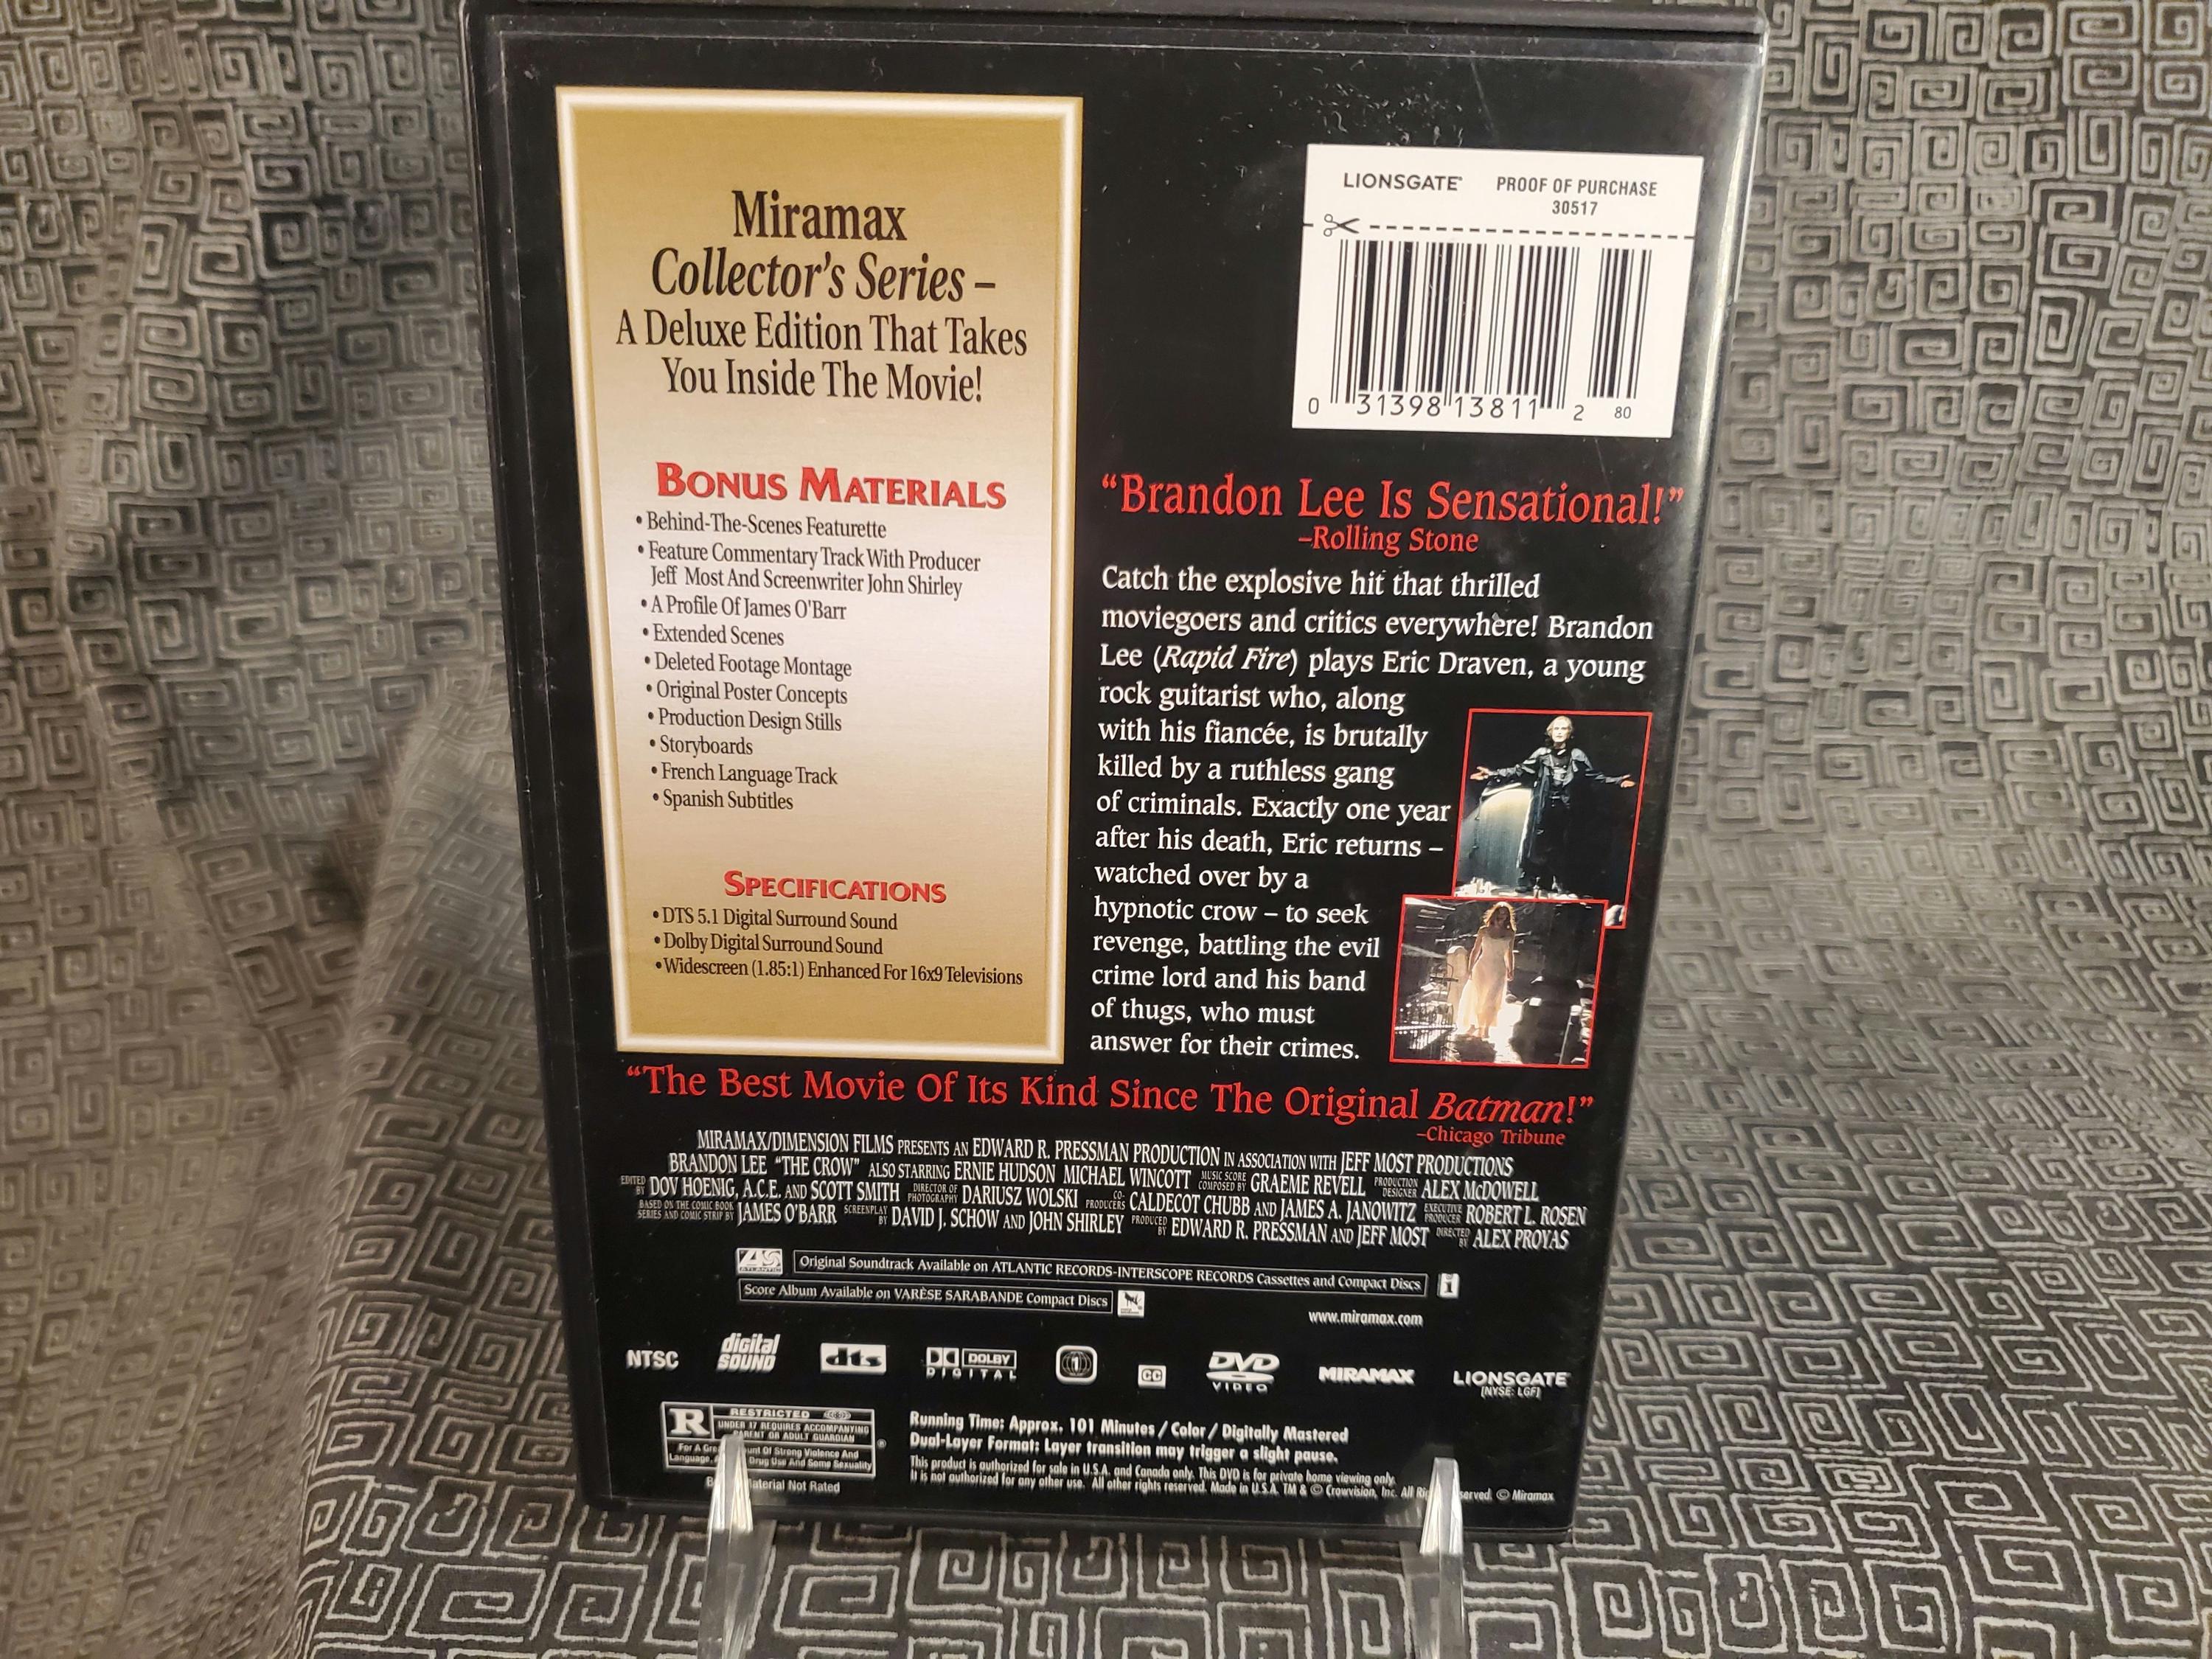 Miramax
Collector's Series –
A Deluxe Edition That Takes
You Inside The Movie!
BONUS MATERIALS
• Behind-The-Scenes Featurette
• Feature Commentary Track With Producer
Jeff Most And Screenwriter John Shirley
• A Profile Of James O'Barr
• Extended Scenes
• Deleted Footage Montage
• Original Poster Concepts
• Production Design Stills
• Storyboards
• French Language Track
• Spanish Subtitles
SPECIFICATIONS
• DTS 5.1 Digital Surround Sound
• Dolby Digital Surround Sound
• Widescreen (1.85:1) Enhanced For 16x9 Televisions
LIONSGATE PROOF OF PURCHASE
30517
0 31398 13811 2 80
“Brandon Lee Is Sensational!”
–Rolling Stone
Catch the explosive hit that thrilled
moviegoers and critics everywhere! Brandon
Lee (Rapid Fire) plays Eric Draven, a young
rock guitarist who, along
with his fiancée, is brutally
killed by a ruthless gang
of criminals. Exactly one year
after his death, Eric returns –
watched over by a
hypnotic crow – to seek
revenge, battling the evil
crime lord and his band
of thugs, who must
answer for their crimes.
“The Best Movie Of Its Kind Since The Original Batman!”
–Chicago Tribune
MIRAMAX/DIMENSION FILMS PRESENTS AN EDWARD R. PRESSMAN PRODUCTION IN ASSOCIATION WITH JEFF MOST PRODUCTIONS
BRANDON LEE "THE CROW" ALSO STARRING ERNIE HUDSON MICHAEL WINCOTT MUSIC SCORE COMPOSED BY GRAEME REVELL PRODUCTION DESIGNER ALEX McDOWELL
EDITED BY DOV HOENIG, A.C.E. AND SCOTT SMITH DIRECTOR OF PHOTOGRAPHY DARIUSZ WOLSKI CO-PRODUCERS CALDECOT CHUBB AND JAMES A. JANOWITZ EXECUTIVE PRODUCER ROBERT L. ROSEN
BASED ON THE COMIC BOOK SERIES AND COMIC STRIP BY JAMES O'BARR SCREENPLAY BY DAVID J. SCHOW AND JOHN SHIRLEY PRODUCED BY EDWARD R. PRESSMAN AND JEFF MOST DIRECTED BY ALEX PROYAS
ATLANTIC Original Soundtrack Available on ATLANTIC RECORDS-INTERSCOPE RECORDS Cassettes and Compact Discs i
Score Album Available on VARÈSE SARABANDE Compact Discs
www.miramax.com
NTSC digital SOUND dts DOLBY DIGITAL 1 CC DVD VIDEO MIRAMAX LIONSGATE
(NYSE: LGF)
R RESTRICTED
UNDER 17 REQUIRES ACCOMPANYING
PARENT OR ADULT GUARDIAN
For A Of Strong Violence And
Language, Drug Use And Some Sexuality
Material Not Rated
Running Time: Approx. 101 Minutes / Color / Digitally Mastered
Dual-Layer Format: Layer transition may trigger a slight pause.
This product is authorized for sale in U.S.A. and Canada only. This DVD is for private home viewing only.
It is not authorized for any other use. All other rights reserved. Made in U.S.A. TM & © Crowvision, Inc. All © Miramax